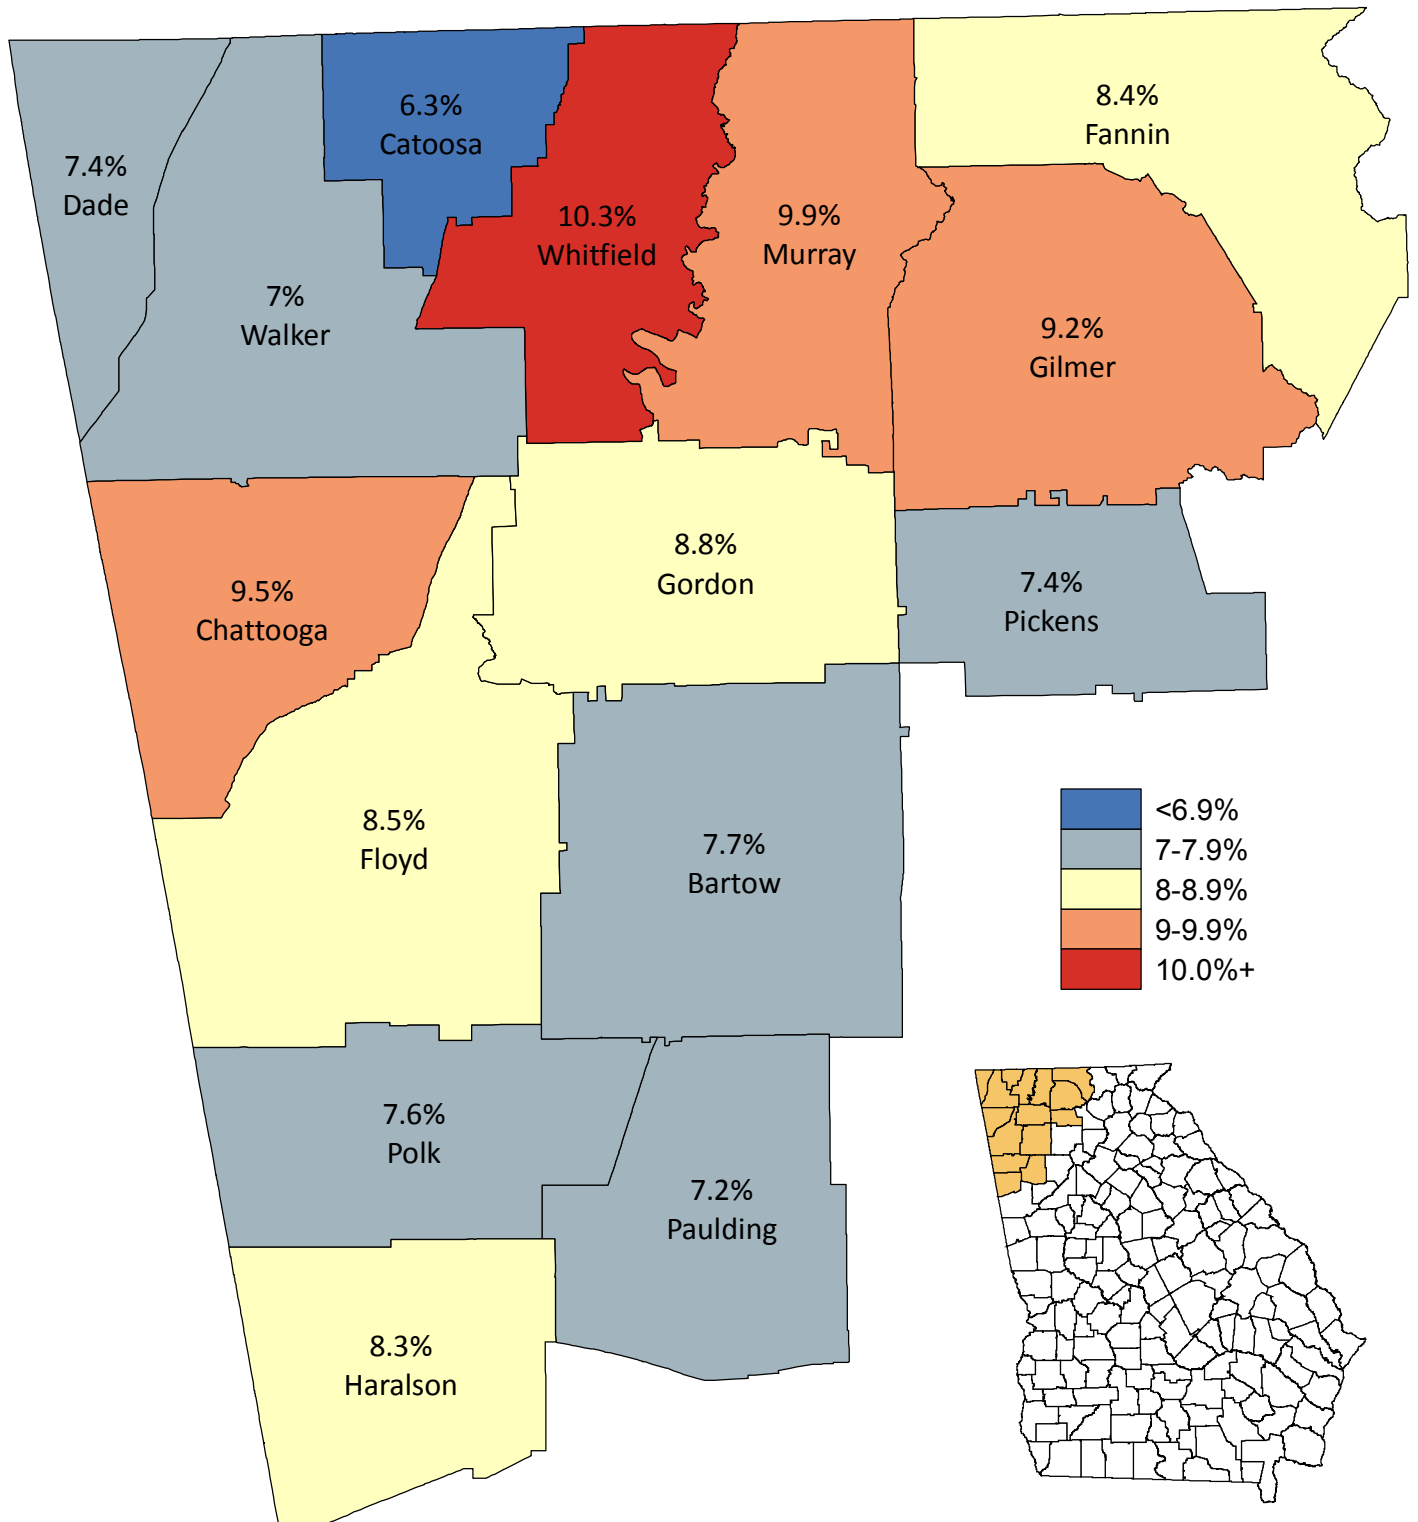 8.4%
Fannin
6.3%
Catoosa
7.4%
Dade
10.3%
Whitfield
9.9%
Murray
7%
Walker
9.2%
Gilmer
8.8%
Gordon
7.4%
Pickens
9.5%
Chattooga
8.5%
Floyd
7.7%
Bartow
<6.9%
7-7.9%
8-8.9%
9-9.9%
10.0%+
7.6%
Polk
7.2%
Paulding
8.3%
Haralson